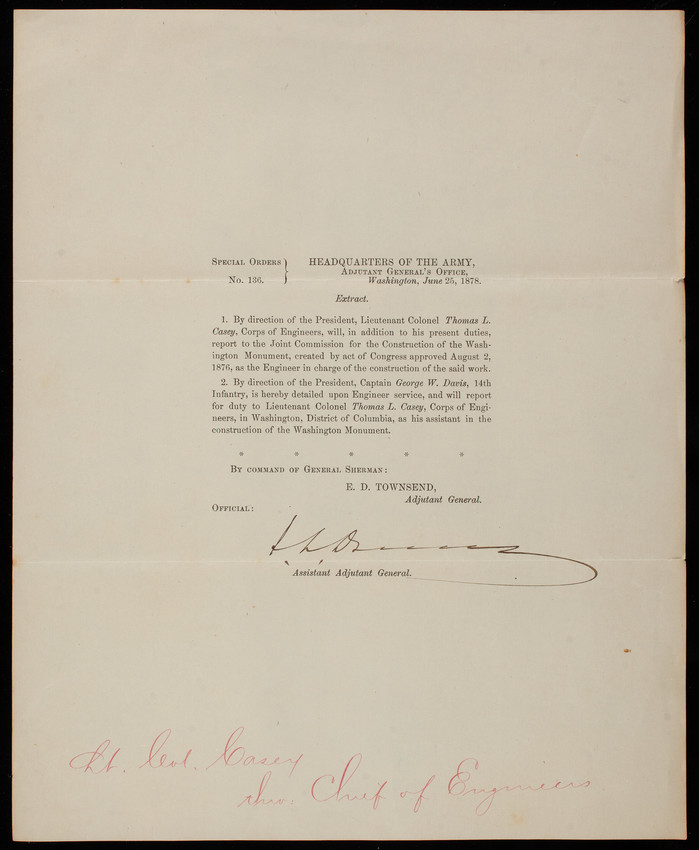 SPECIAL ORDERS } HEADQUARTERS OF THE ARMY,
ADJUTANT GENERAL'S OFFICE,
No. 136. Washington, June 25, 1878.
Extract.
1. By direction of the President, Lieutenant Colonel Thomas L.
Casey, Corps of Engineers, will, in addition to his present duties,
report to the Joint Commission for the Construction of the Wash-
ington Monument, created by act of Congress approved August 2,
1876, as the Engineer in charge of the construction of the said work.
2. By direction of the President, Captain George W. Davis, 14th
Infantry, is hereby detailed upon Engineer service, and will report
for duty to Lieutenant Colonel Thomas L. Casey, Corps of Engi-
neers, in Washington, District of Columbia, as his assistant in the
construction of the Washington Monument.
* * * * *
BY COMMAND OF GENERAL SHERMAN:
E. D. TOWNSEND,
Adjutant General.
OFFICIAL:
Assistant Adjutant General.
Lt. Col. Casey
thro. Chief of Engineers